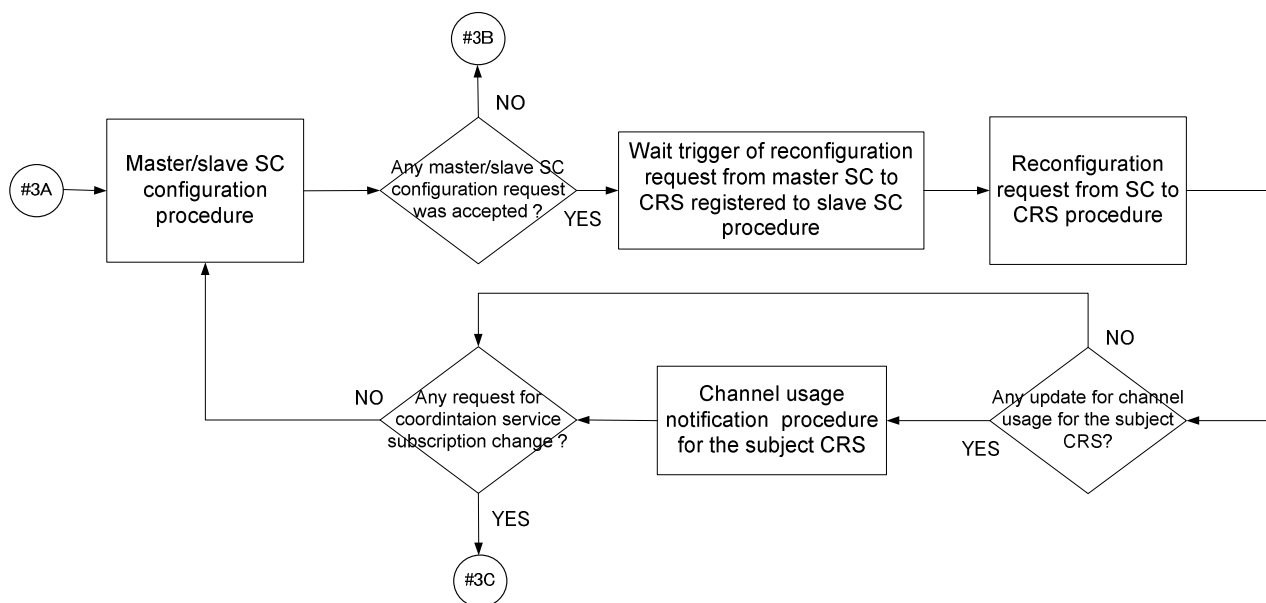 #3B
NO
#3A
Master/slave SC
configuration
procedure
Any master/slave SC
configuration request
was accepted ?
YES
Wait trigger of reconfiguration
request from master SC to
CRS registered to slave SC
procedure
Reconfiguration
request from SC to
CRS procedure
NO
Any request for
coordintaion service
subscription change ?
NO
Channel usage
notification procedure
for the subject CRS
YES
Any update for channel
usage for the subject
CRS?
YES
#3C